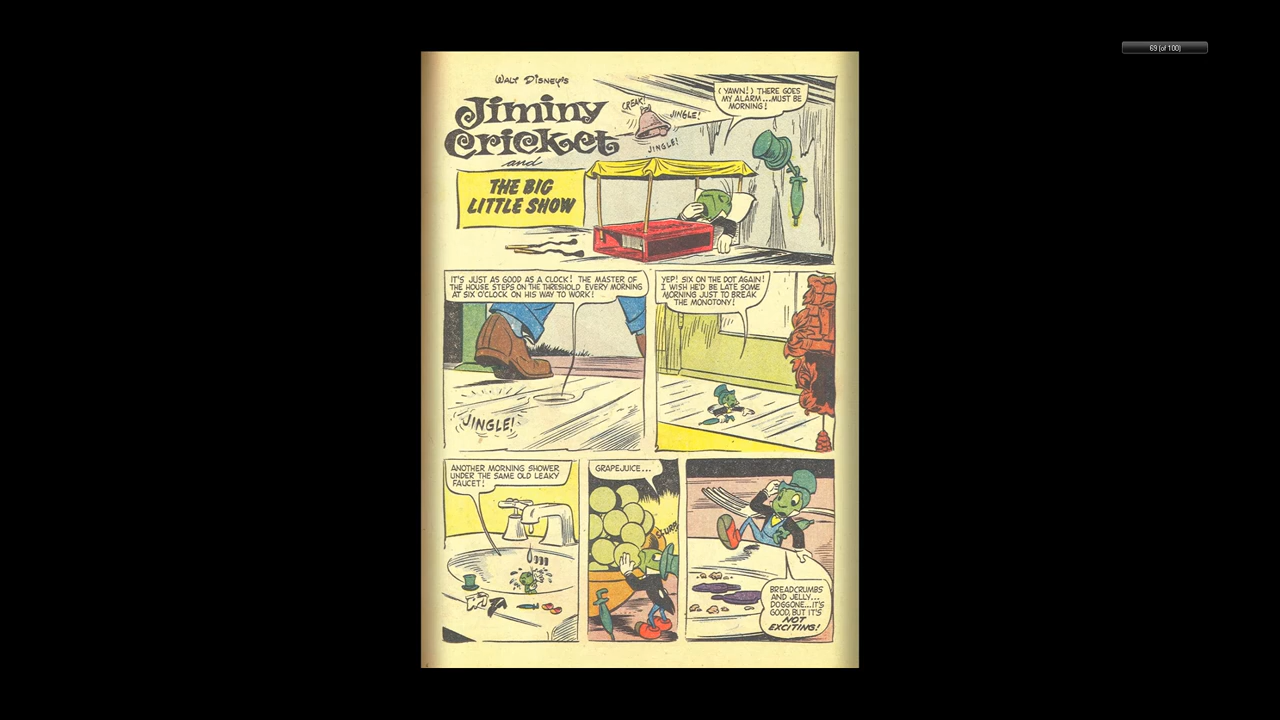 69 (of 100)
WALT DISNEY'S
Jiminy
Cricket
and
THE BIG
LITTLE SHOW
CREAK!
JINGLE!
JINGLE!
(YAWN!) THERE GOES
MY ALARM...MUST BE
MORNING!
IT'S JUST AS GOOD AS A CLOCK! THE MASTER OF
THE HOUSE STEPS ON THE THRESHOLD EVERY MORNING
AT SIX O'CLOCK ON HIS WAY TO WORK!
JINGLE!
YEP! SIX ON THE DOT AGAIN!
I WISH HE'D BE LATE SOME
MORNING JUST TO BREAK
THE MONOTONY!
ANOTHER MORNING SHOWER
UNDER THE SAME OLD LEAKY
FAUCET!
GRAPEJUICE...
SLURP!
BREADCRUMBS
AND JELLY...
DOGGONE...IT'S
GOOD, BUT IT'S
NOT
EXCITING!